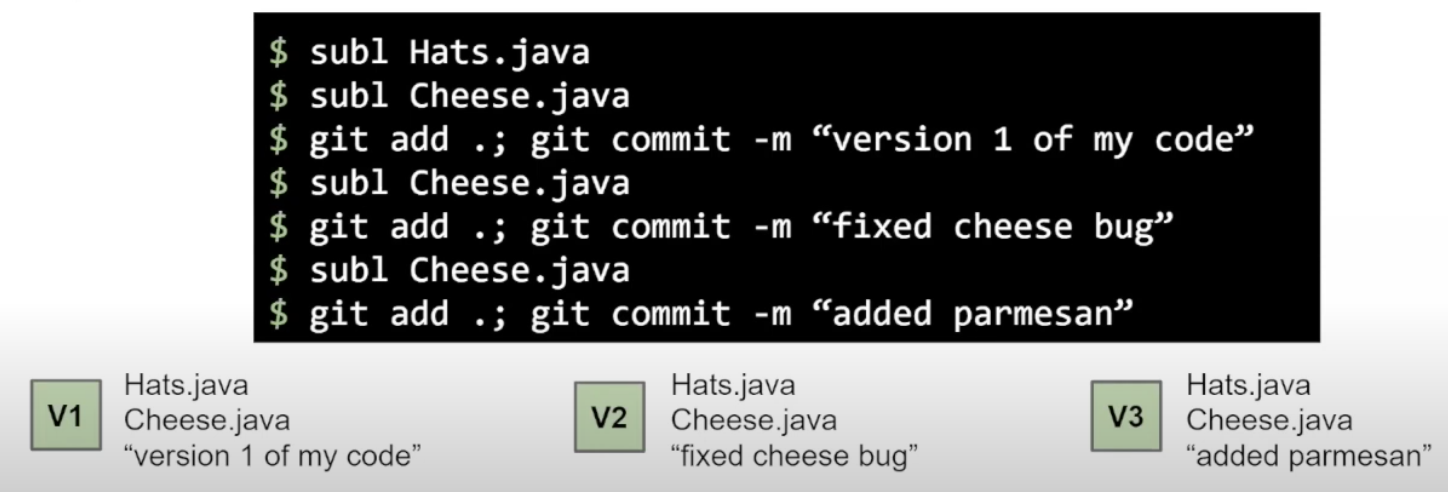 $ subl Hats.java
$ subl Cheese.java
$ git add .; git commit -m “version 1 of my code”
$ subl Cheese.java
$ git add .; git commit -m “fixed cheese bug”
$ subl Cheese.java
$ git add .; git commit -m “added parmesan”
V1
Hats.java
Cheese.java
“version 1 of my code”
V2
Hats.java
Cheese.java
“fixed cheese bug”
V3
Hats.java
Cheese.java
“added parmesan”